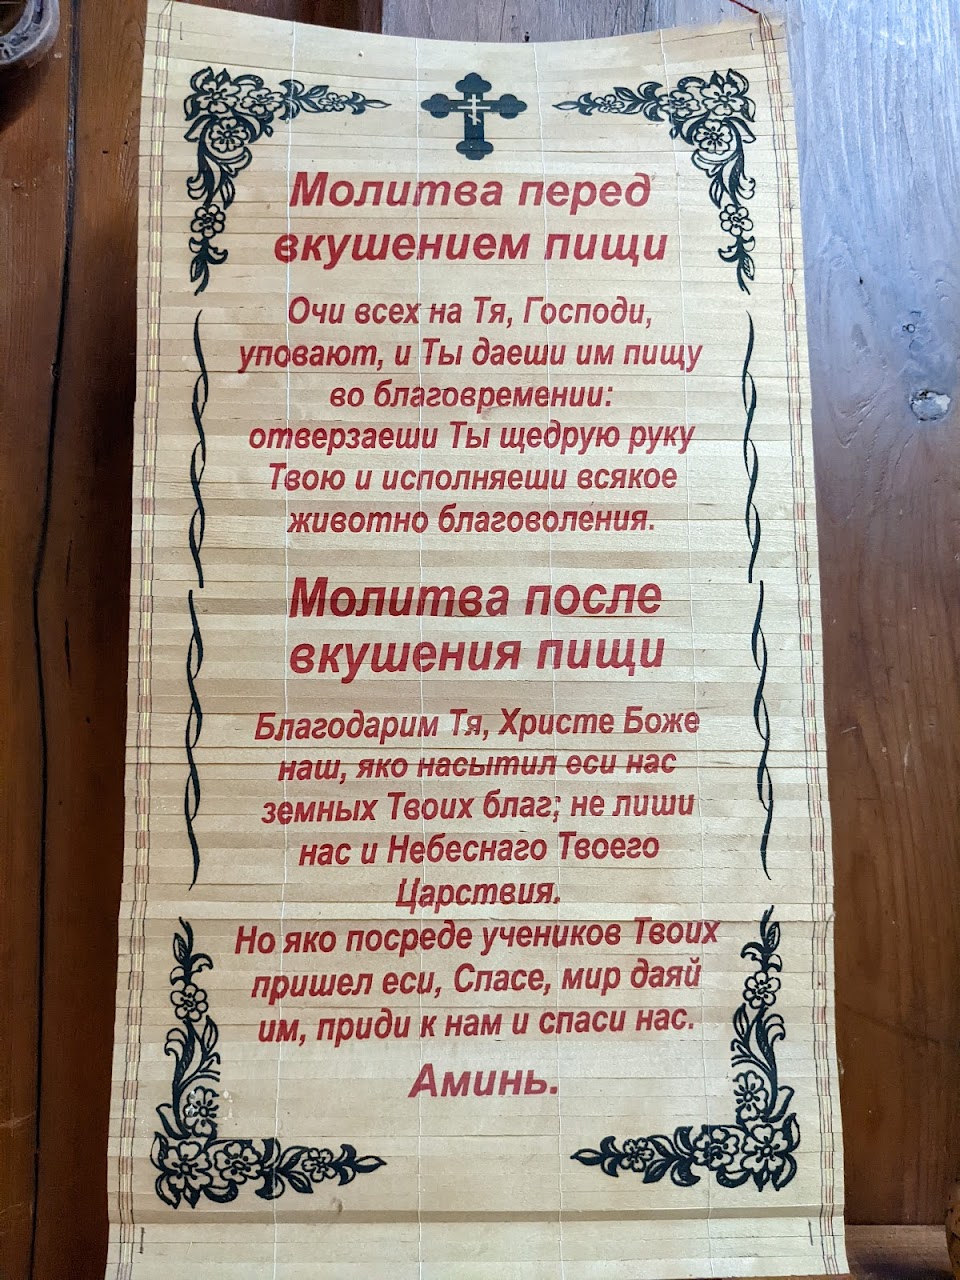 Молитва перед
вкушением пищи
Очи всех на Тя, Господи,
уповают, и Ты даеши им пищу
во благовремении:
отверзаеши Ты щедрую руку
Твою и исполняеши всякое
животно благоволения.
Молитва после
вкушения пищи
Благодарим Тя, Христе Боже
наш, яко насытил еси нас
земных Твоих благ; не лиши
нас и Небеснаго Твоего
Царствия.
Но яко посреде учеников Твоих
пришел еси, Спасе, мир даяй
им, приди к нам и спаси нас.
Аминь.